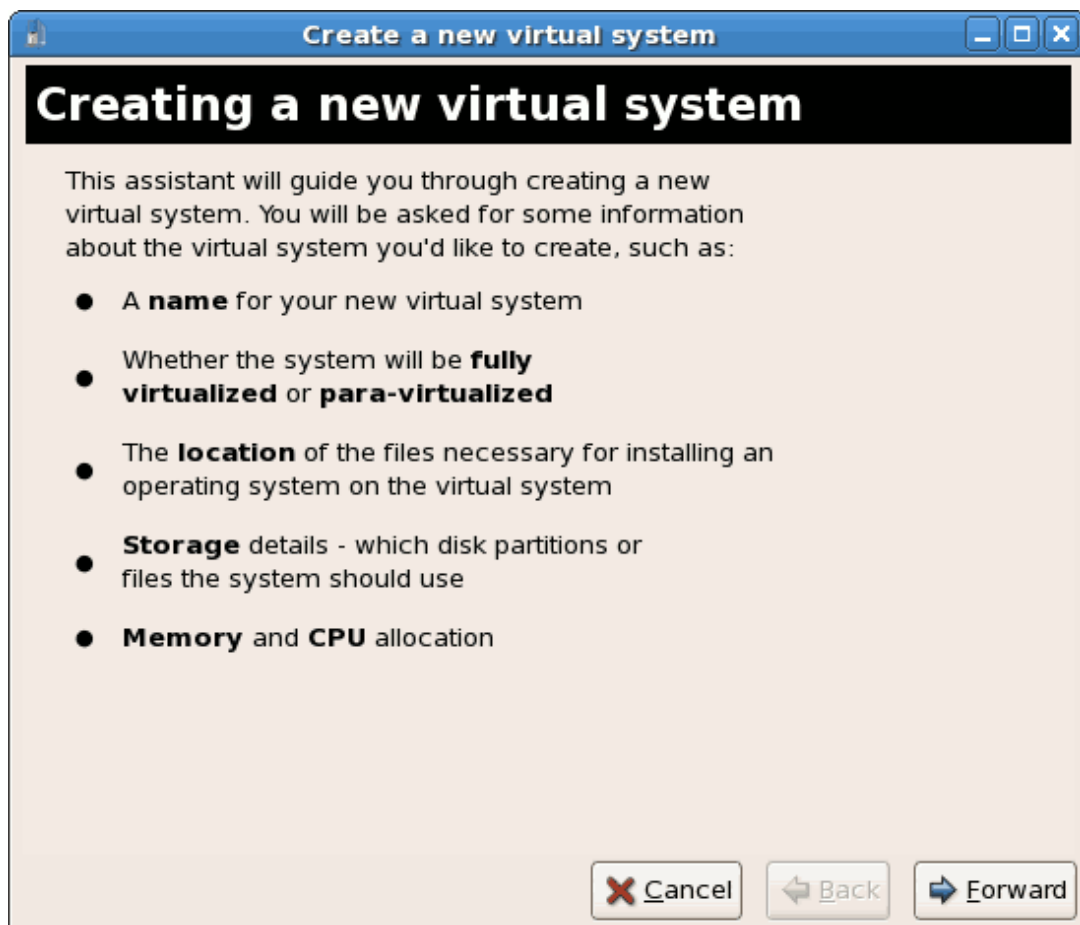 Create a new virtual system
Creating a new virtual system
This assistant will guide you through creating a new
virtual system. You will be asked for some information
about the virtual system you'd like to create, such as:
● A name for your new virtual system
● Whether the system will be fully
virtualized or para-virtualized
● The location of the files necessary for installing an
operating system on the virtual system
● Storage details - which disk partitions or
files the system should use
● Memory and CPU allocation
Cancel Back Forward